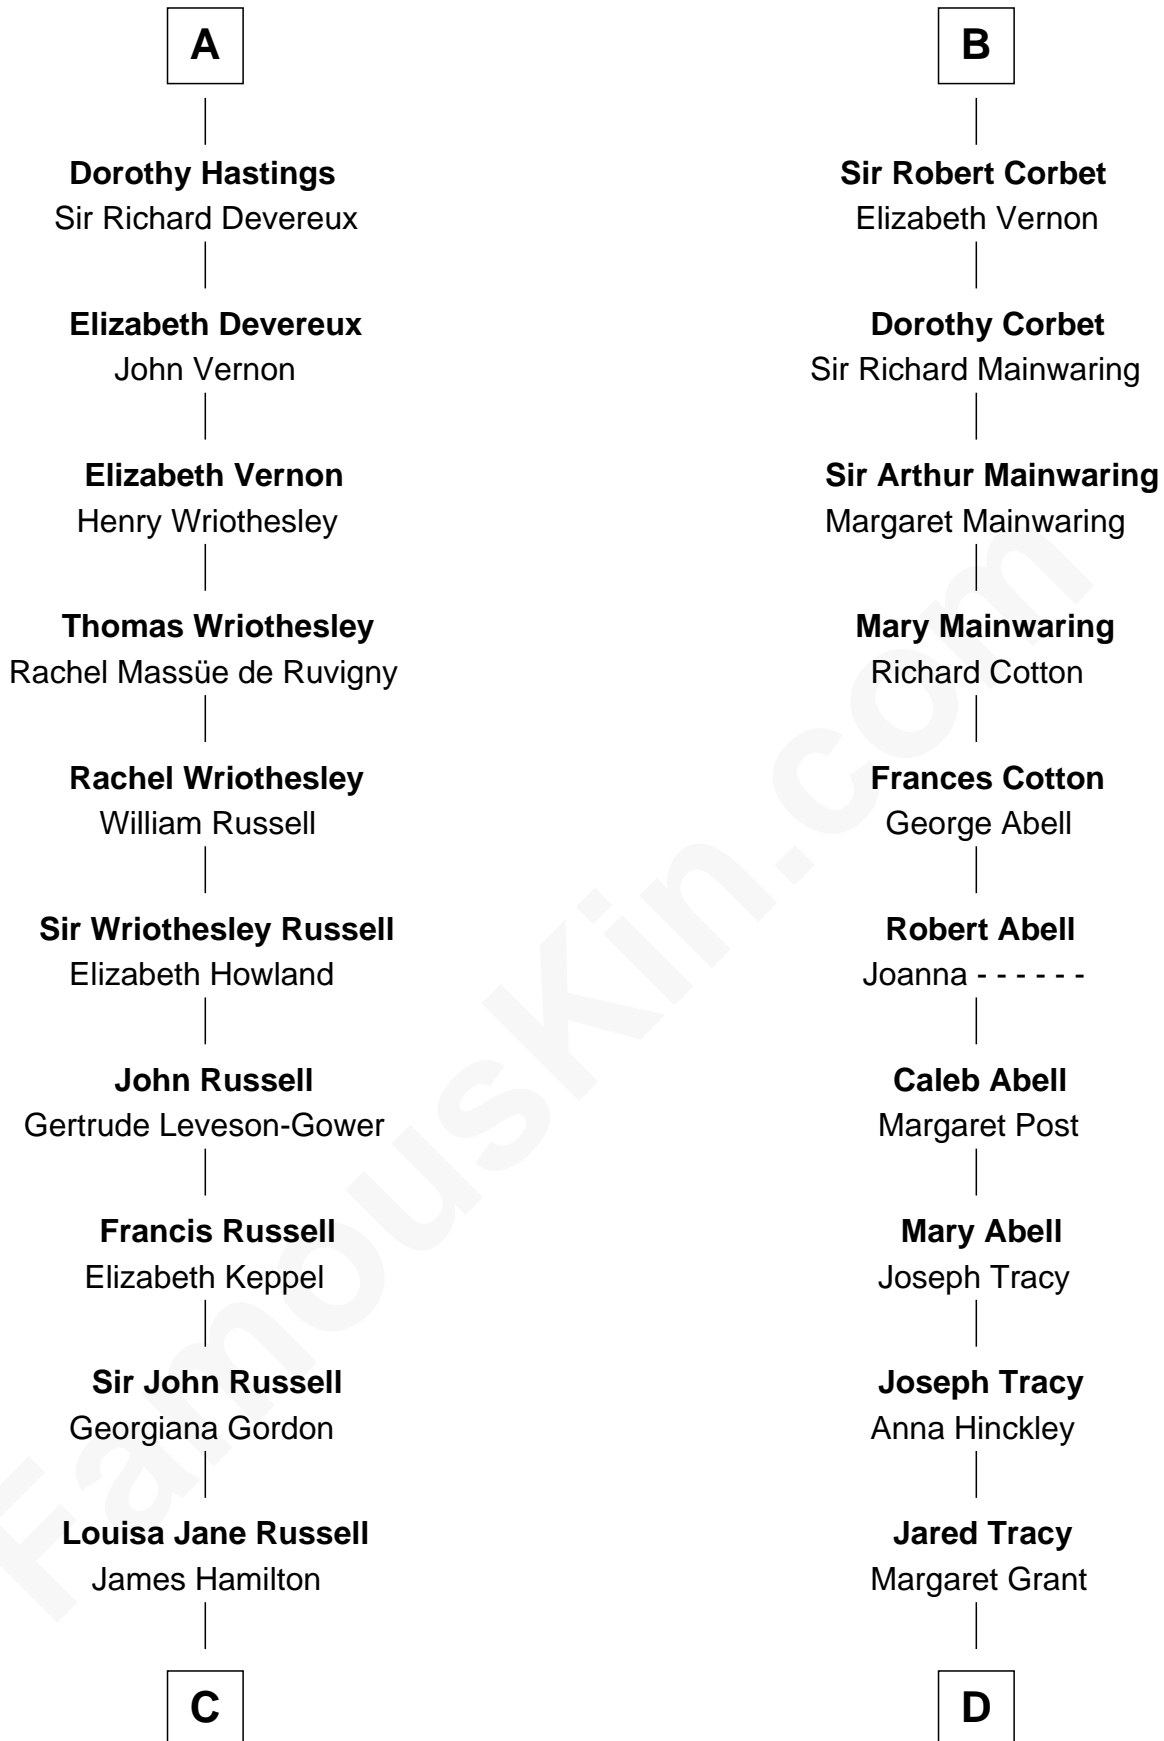 A
Dorothy Hastings
Sir Richard Devereux
Elizabeth Devereux
John Vernon
Elizabeth Vernon
Henry Wriothesley
Thomas Wriothesley
Rachel Massüe de Ruvigny
Rachel Wriothesley
William Russell
Sir Wriothesley Russell
Elizabeth Howland
John Russell
Gertrude Leveson-Gower
Francis Russell
Elizabeth Keppel
Sir John Russell
Georgiana Gordon
Louisa Jane Russell
James Hamilton
C
B
Sir Robert Corbet
Elizabeth Vernon
Dorothy Corbet
Sir Richard Mainwaring
Sir Arthur Mainwaring
Margaret Mainwaring
Mary Mainwaring
Richard Cotton
Frances Cotton
George Abell
Robert Abell
Joanna - - - - - -
Caleb Abell
Margaret Post
Mary Abell
Joseph Tracy
Joseph Tracy
Anna Hinckley
Jared Tracy
Margaret Grant
D
FamousKin.com